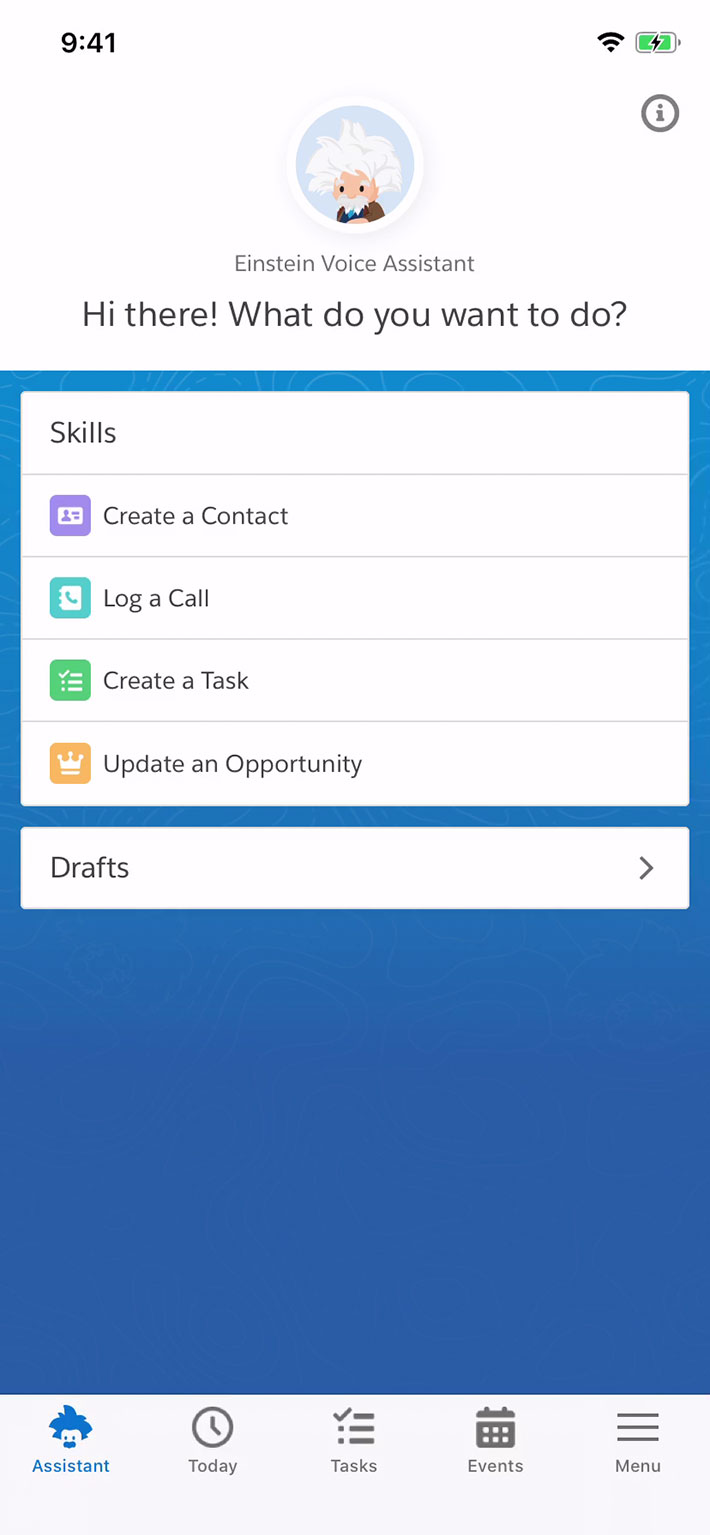 9:41
Einstein Voice Assistant
Hi there! What do you want to do?
Skills
Create a Contact
Log a Call
Create a Task
Update an Opportunity
Drafts
Assistant
Today
Tasks
Events
Menu